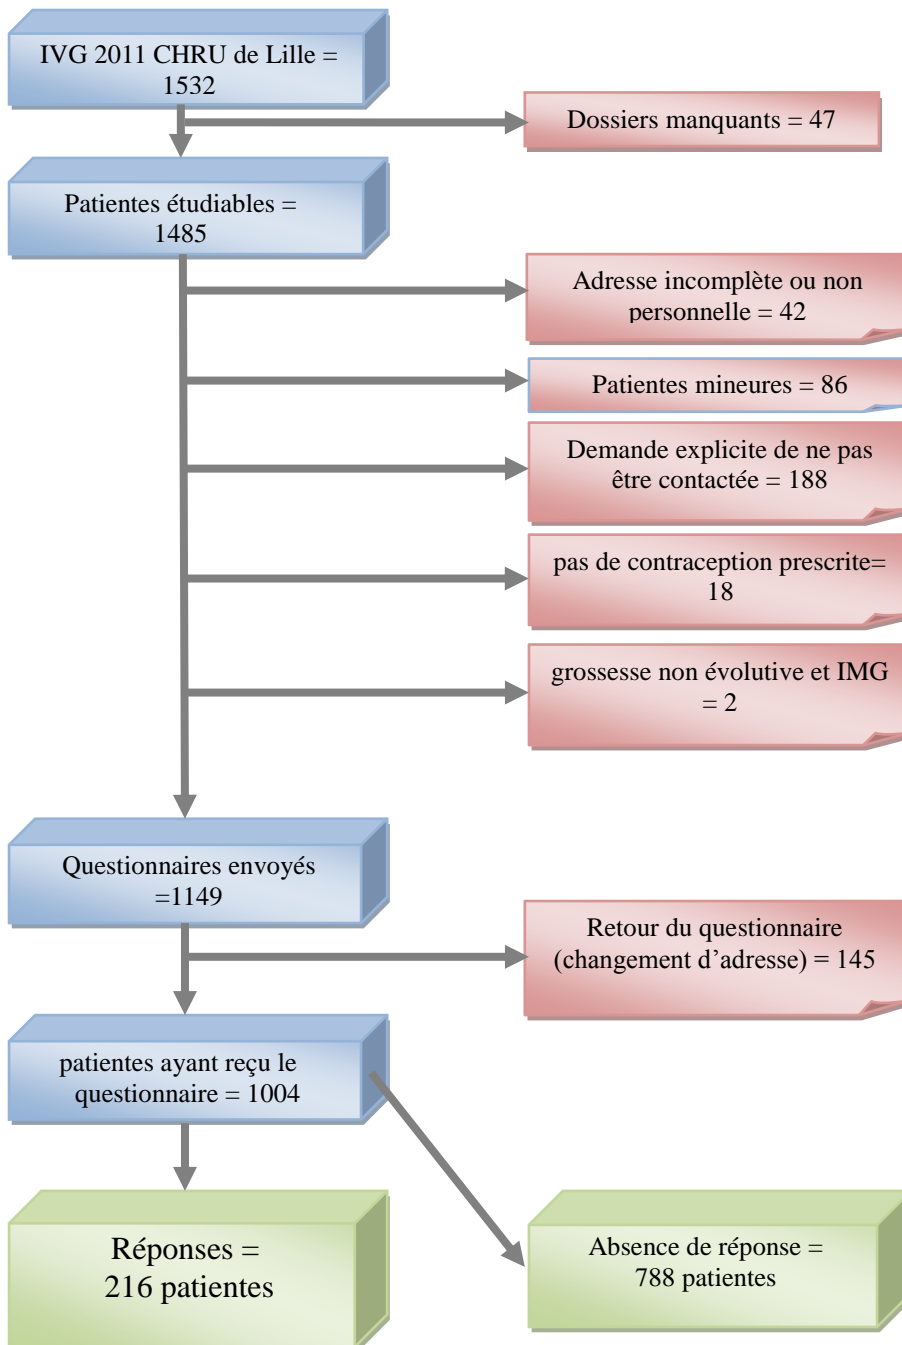 IVG 2011 CHRU de Lille =
1532
Dossiers manquants = 47
Patientes étudiables =
1485
Adresse incomplète ou non
personnelle = 42
Patientes mineures = 86
Demande explicite de ne pas
être contactée = 188
pas de contraception prescrite=
18
grossesse non évolutive et IMG
= 2
Questionnaires envoyés
=1149
Retour du questionnaire
(changement d’adresse) = 145
patientes ayant reçu le
questionnaire = 1004
Réponses =
216 patientes
Absence de réponse =
788 patientes